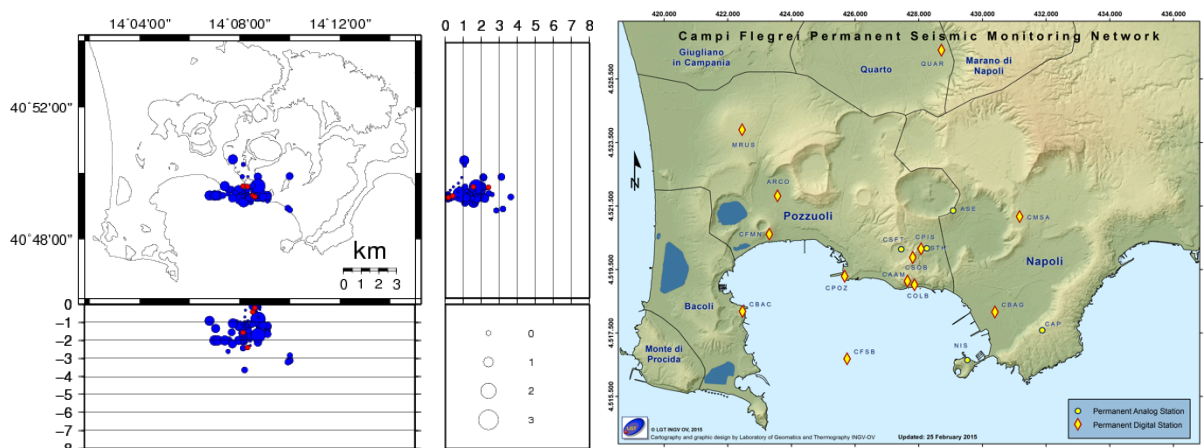 14˚04'00" 14˚08'00" 14˚12'00"
40˚52'00"
40˚48'00"
km
0 1 2 3
0 1 2 3 4 5 6 7 8
0
-1
-2
-3
-4
-5
-6
-7
-8
0
1
2
3
420.000 422.000 424.000 426.000 428.000 430.000 432.000 434.000 436.000
Campi Flegrei Permanent Seismic Monitoring Network
4.525.500
4.523.500
4.521.500
4.519.500
4.517.500
4.515.500
Giugliano
in Campania
Quarto
QUAR
Marano di
Napoli
MRUS
N
ARCO
Pozzuoli
ASE
CMSA
CFMN
CSFT
CPIS
STH
CSOB
Napoli
CAAM
COLB
CPOZ
Bacoli
CBAC
CBAG
CAP
Monte di
Procida
CFSB
NIS
Permanent Analog Station
Permanent Digital Station
LGT
© LGT INGV OV, 2015
Cartography and graphic design by Laboratory of Geomatics and Thermography INGV-OV
Updated: 25 February 2015